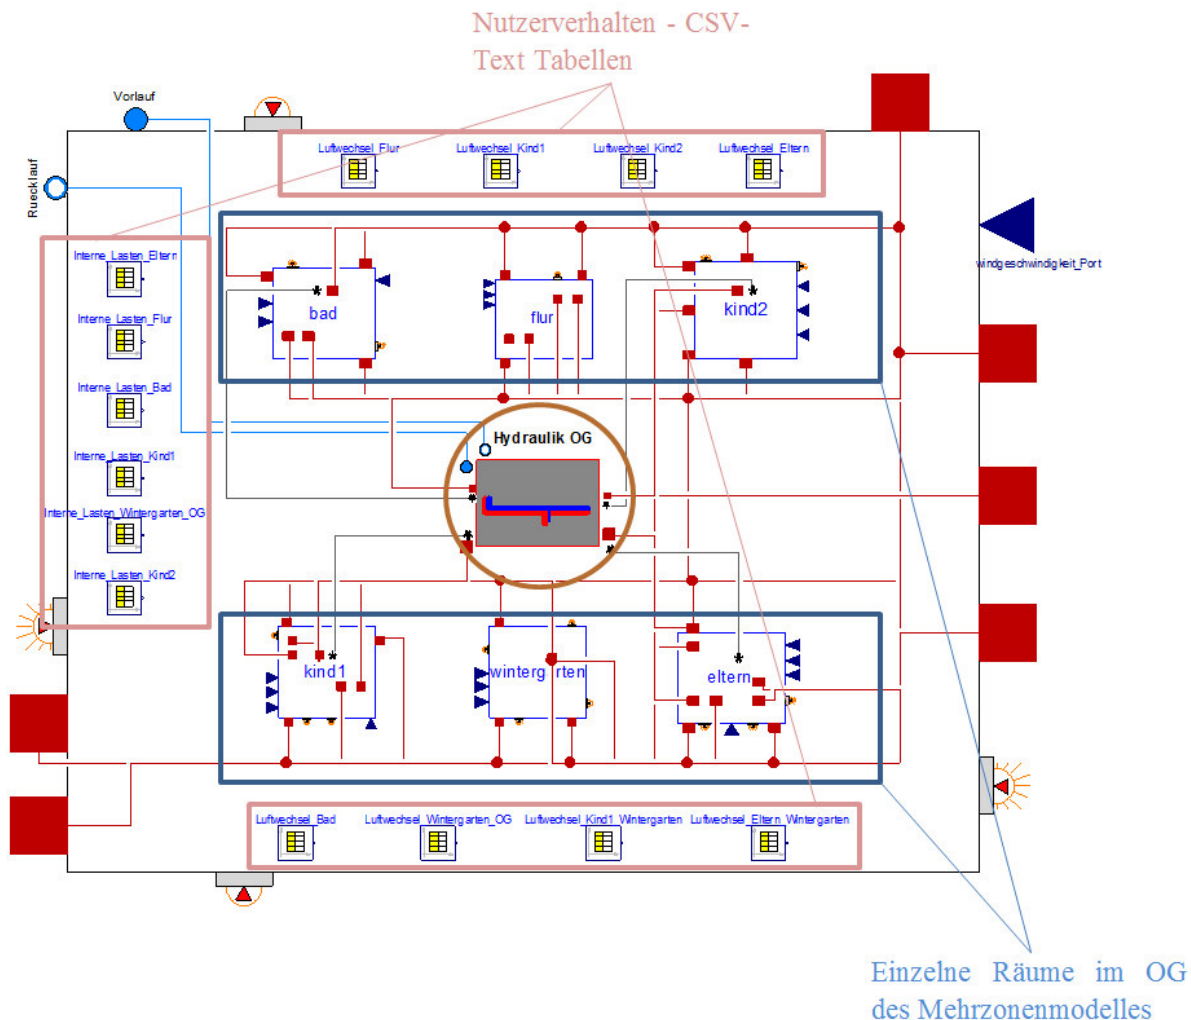 Nutzerverhalten - CSV-
Text Tabellen
Vorlauf
Ruecklauf
Luftwechsel_Flur
Luftwechsel_Kind1
Luftwechsel_Kind2
Luftwechsel_Eltern
windgeschwindigkeit_Port
Interne_Lasten_Eltern
Interne_Lasten_Flur
Interne_Lasten_Bad
Interne_Lasten_Kind1
Interne_Lasten_Wintergarten_OG
Interne_Lasten_Kind2
bad
flur
kind2
Hydraulik OG
kind1
wintergarten
eltern
Luftwechsel_Bad
Luftwechsel_Wintergarten_OG
Luftwechsel_Kind1_Wintergarten
Luftwechsel_Eltern_Wintergarten
Einzelne Räume im OG
des Mehrzonenmodelles